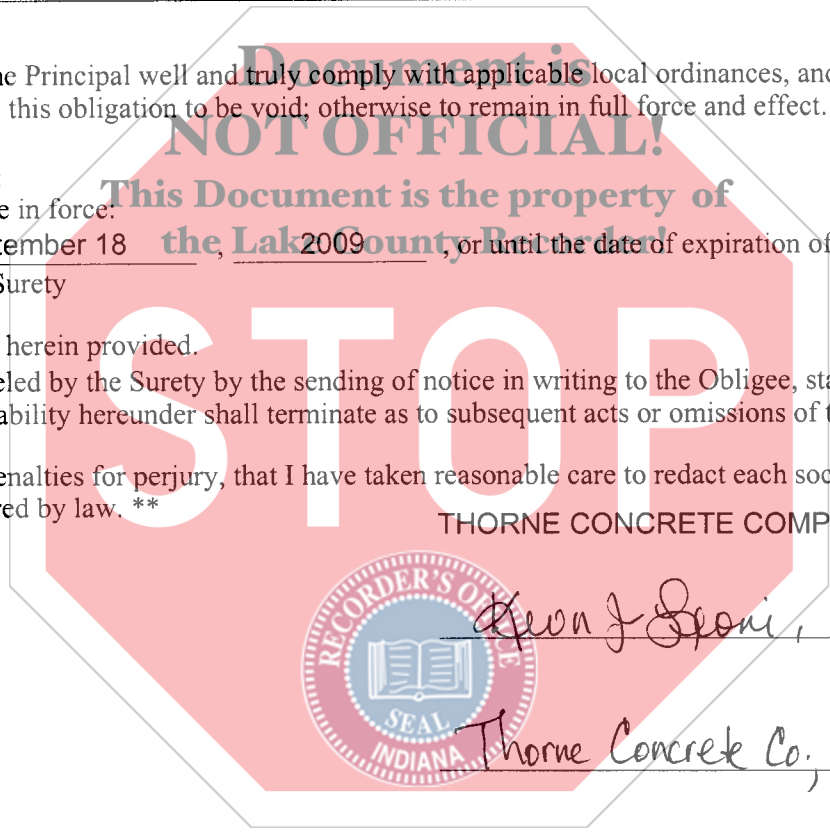 Document is
ne Principal well and truly comply with applicable local ordinances, and
this obligation to be void; otherwise to remain in full force and effect.
NOT OFFICIAL!
This Document is the property of
e in force:
the Lake County Recorder!
tember 18 , 2009 , or until the date of expiration of
Surety
STOP
herein provided.
eled by the Surety by the sending of notice in writing to the Obligee, sta
ability hereunder shall terminate as to subsequent acts or omissions of t
enalties for perjury, that I have taken reasonable care to redact each soc
red by law. **
THORNE CONCRETE COMP
RECORDER'S OFFICE
SEAL
INDIANA
Thorne Concrete Co.,